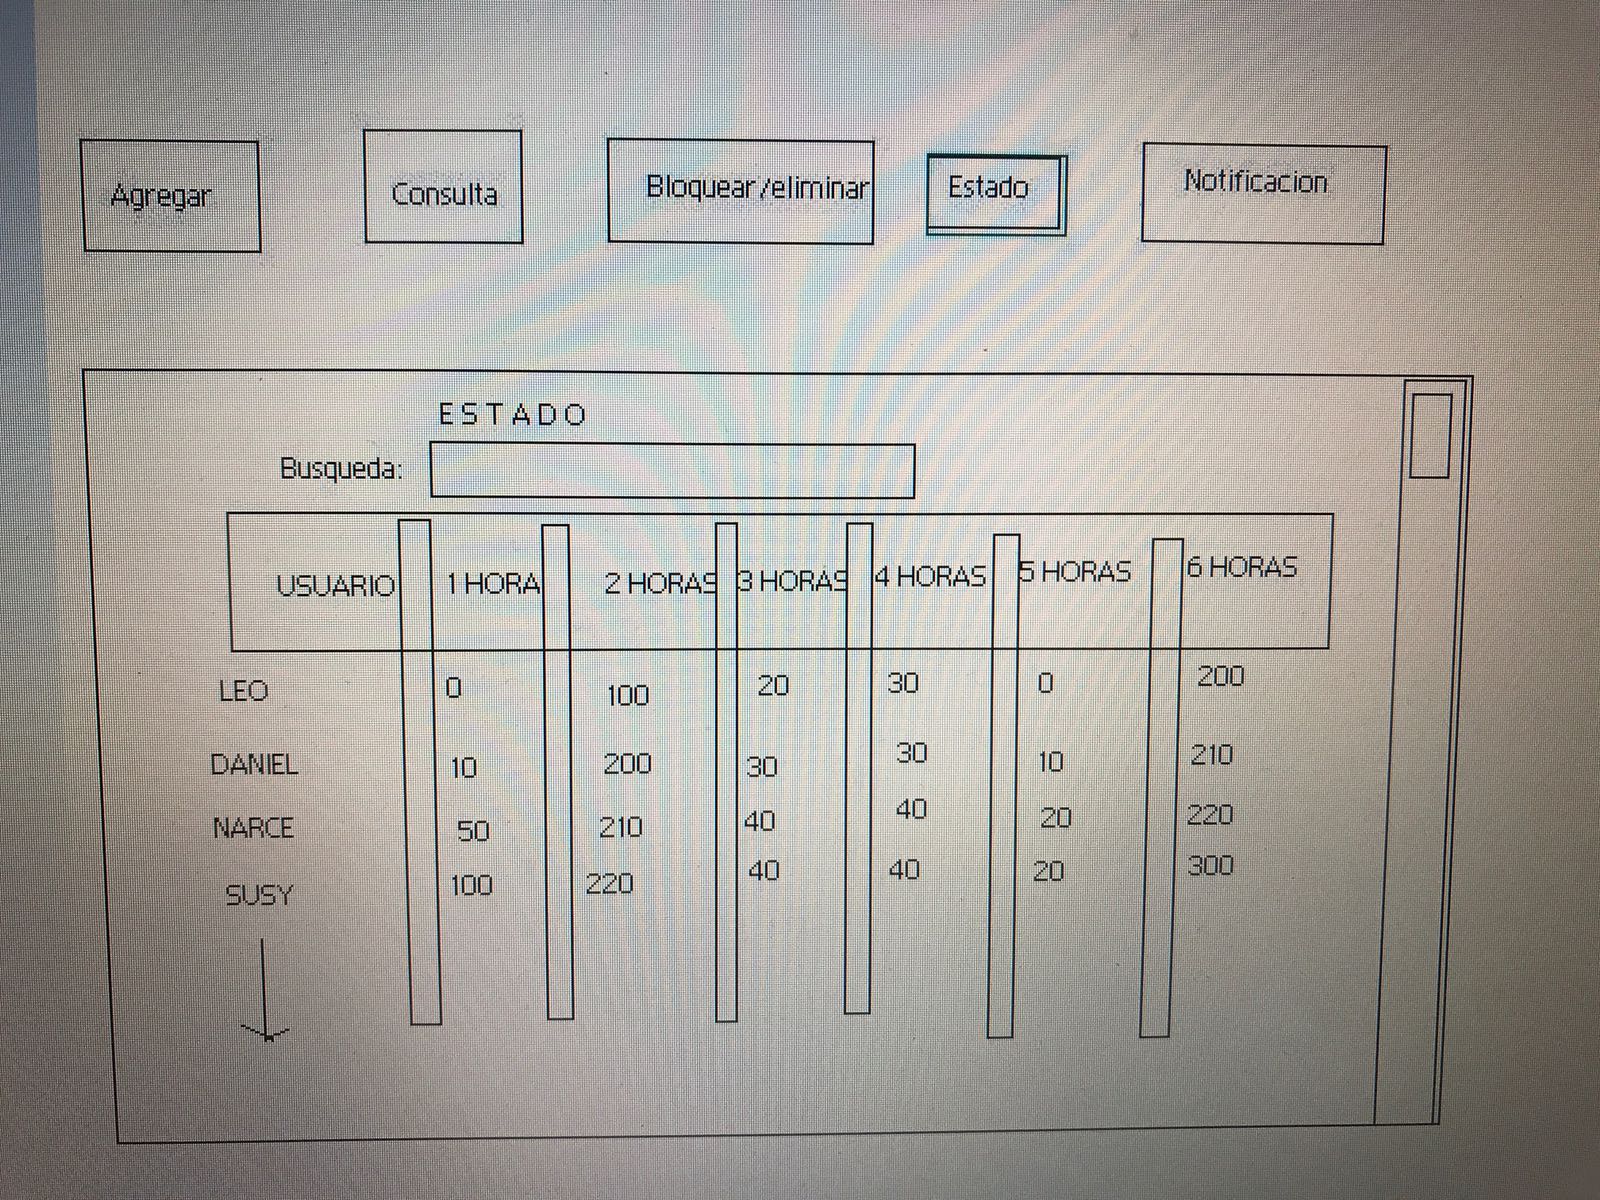 Agregar Consulta Bloquear/eliminar Estado Notificacion
ESTADO
Busqueda:
USUARIO 1 HORA 2 HORAS 3 HORAS 4 HORAS 5 HORAS 6 HORAS
LEO 0 100 20 30 0 200
DANIEL 10 200 30 30 10 210
NARCE 50 210 40 40 20 220
SUSY 100 220 40 40 20 300